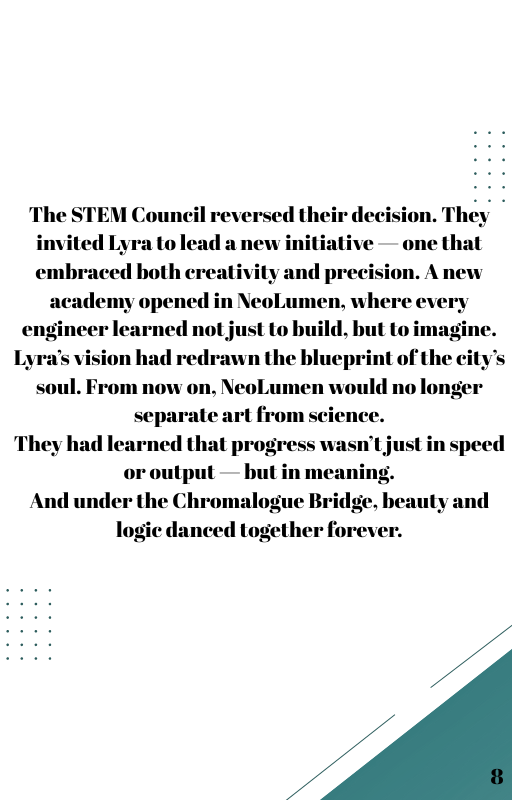 The STEM Council reversed their decision. They
invited Lyra to lead a new initiative — one that
embraced both creativity and precision. A new
academy opened in NeoLumen, where every
engineer learned not just to build, but to imagine.
Lyra’s vision had redrawn the blueprint of the city’s
soul. From now on, NeoLumen would no longer
separate art from science.
They had learned that progress wasn’t just in speed
or output — but in meaning.
And under the Chromalogue Bridge, beauty and
logic danced together forever.
8